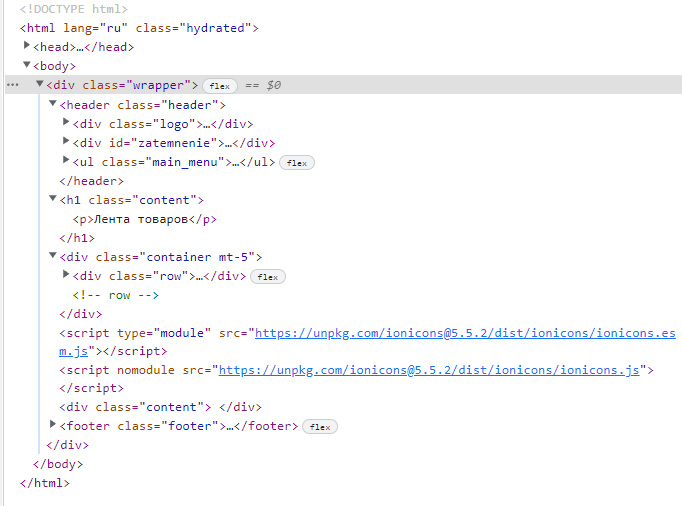 <!DOCTYPE html>
<html lang="ru" class="hydrated">
<head>…</head>
<body>
<div class="wrapper"> flex == $0
<header class="header">
<div class="logo">…</div>
<div id="zatemnenie">…</div>
<ul class="main_menu">…</ul> flex
</header>
<h1 class="content">
<p>Лента товаров</p>
</h1>
<div class="container mt-5">
<div class="row">…</div> flex
<!-- row -->
</div>
<script type="module" src="https://unpkg.com/ionicons@5.5.2/dist/ionicons/ionicons.es
m.js"></script>
<script nomodule src="https://unpkg.com/ionicons@5.5.2/dist/ionicons/ionicons.js">
</script>
<div class="content"> </div>
<footer class="footer">…</footer> flex
</div>
</body>
</html>